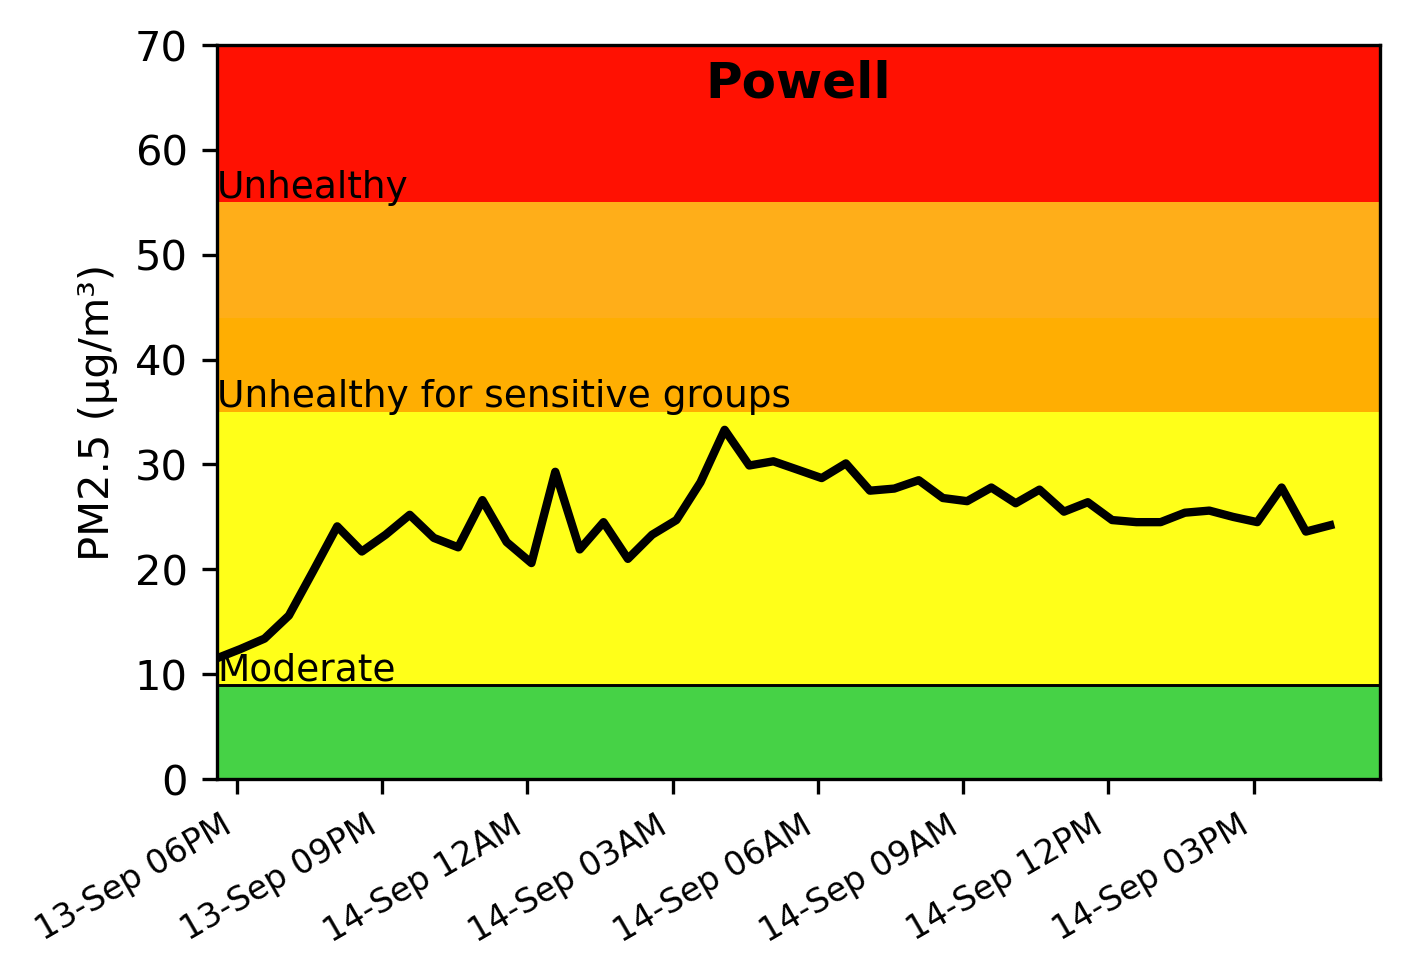 Powell
70
60
50
40
30
20
10
0
PM2.5 (µg/m³)
Unhealthy
Unhealthy for sensitive groups
Moderate
13-Sep 06PM
13-Sep 09PM
14-Sep 12AM
14-Sep 03AM
14-Sep 06AM
14-Sep 09AM
14-Sep 12PM
14-Sep 03PM